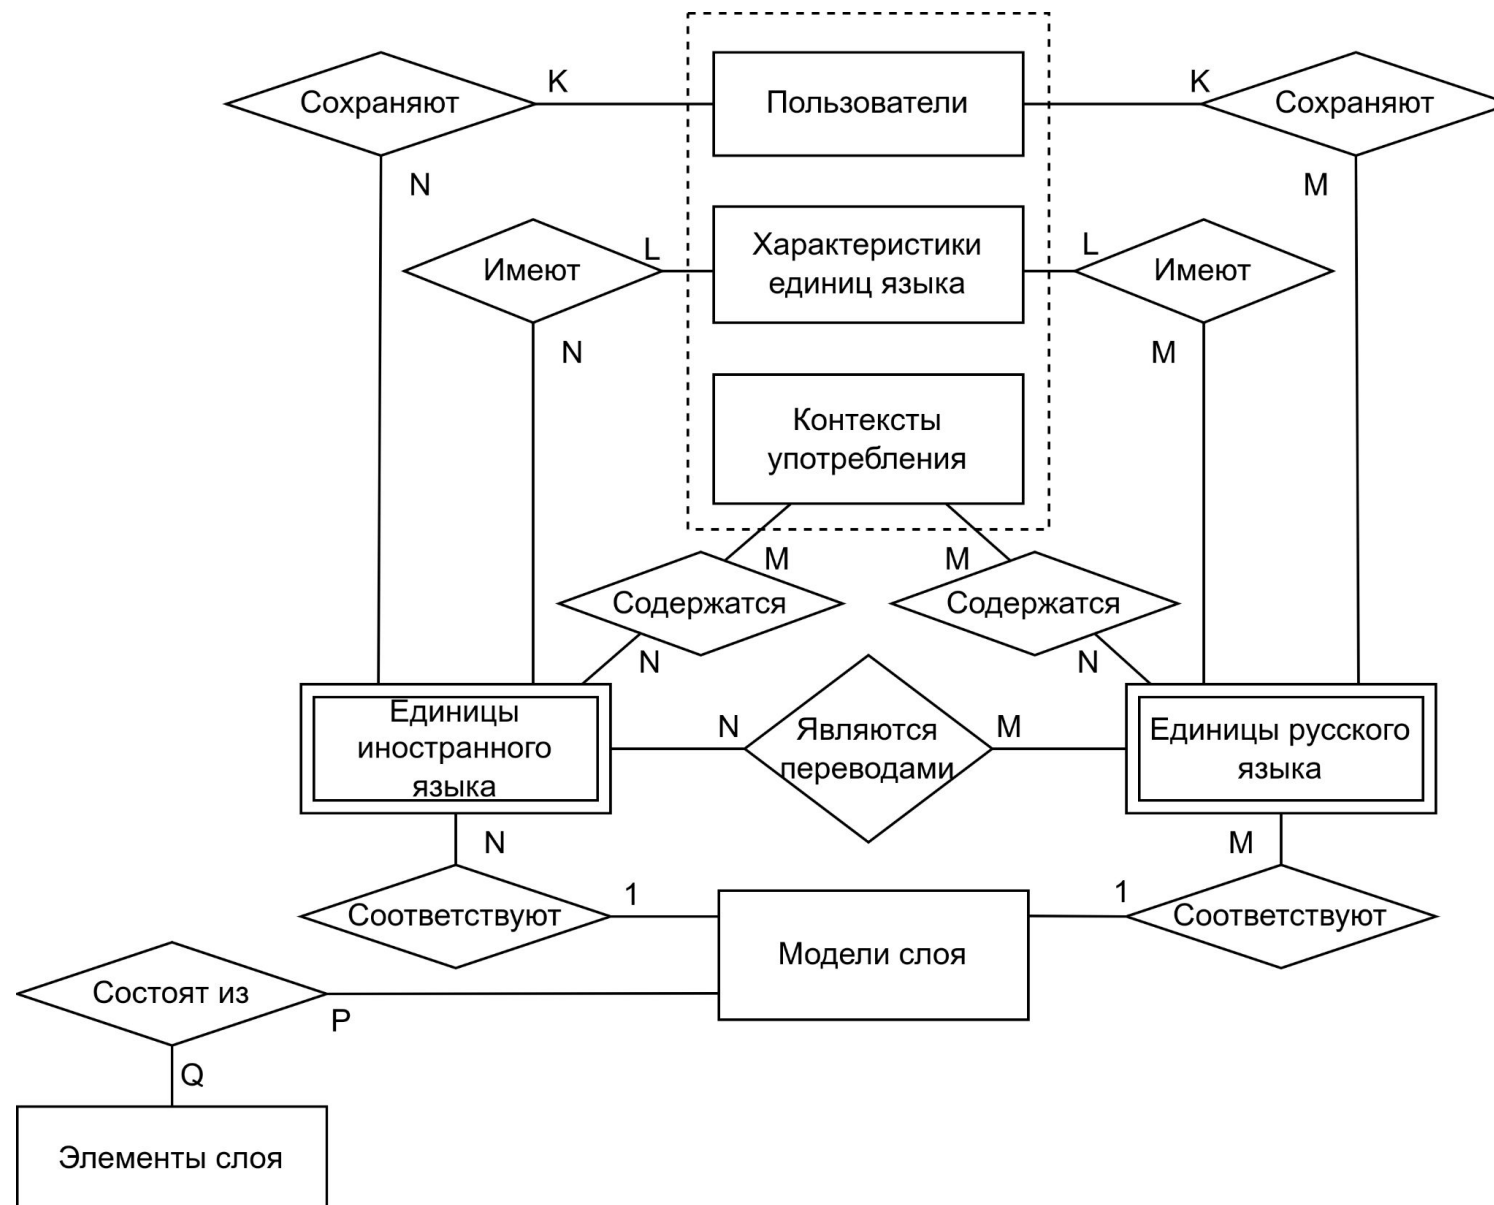 Сохраняют
K
Пользователи
K
Сохраняют
N
M
Имеют
L
Характеристики
единиц языка
L
Имеют
N
M
Контексты
употребления
M
M
Содержатся
Содержатся
N
N
Единицы
иностранного
языка
N
Являются
переводами
M
Единицы русского
языка
N
M
Соответствуют
1
Модели слоя
1
Соответствуют
Состоят из
P
Q
Элементы слоя